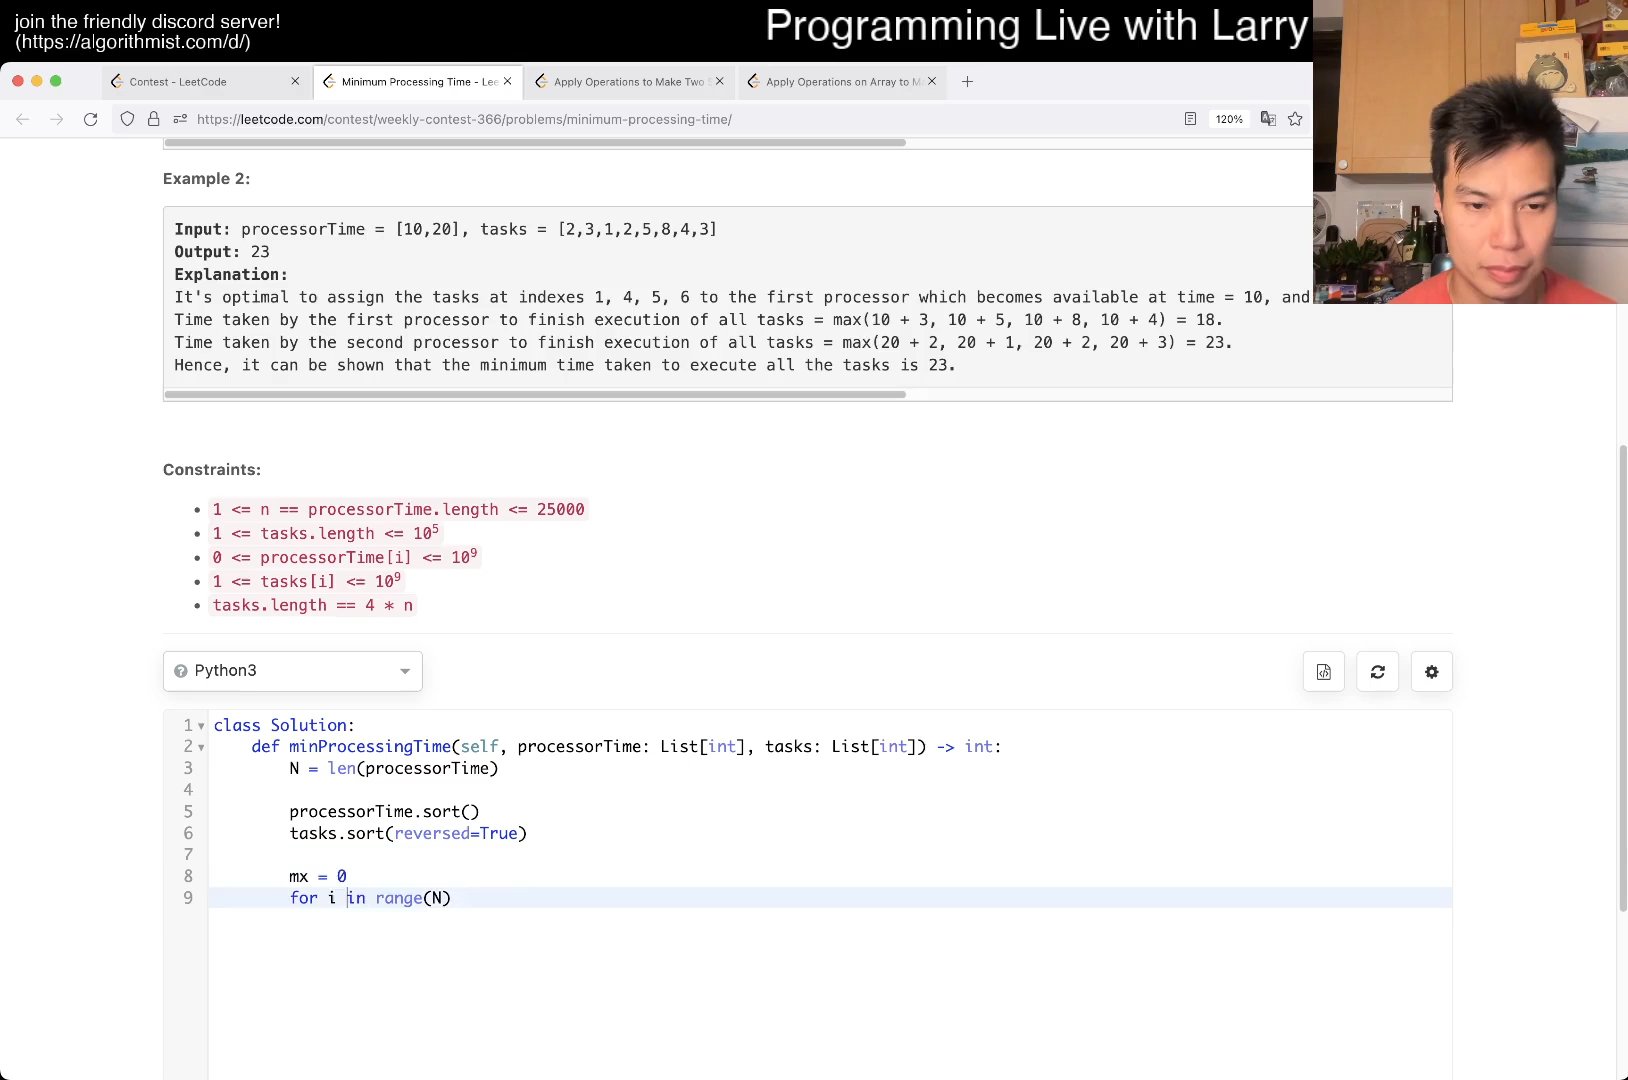 join the friendly discord server!
(https://algorithmist.com/d/)
Programming Live with Larry
Contest - LeetCode
Minimum Processing Time - Lee
Apply Operations to Make Two S
Apply Operations on Array to M
https://leetcode.com/contest/weekly-contest-366/problems/minimum-processing-time/
120%
Example 2:
Input: processorTime = [10,20], tasks = [2,3,1,2,5,8,4,3]
Output: 23
Explanation:
It's optimal to assign the tasks at indexes 1, 4, 5, 6 to the first processor which becomes available at time = 10, and
Time taken by the first processor to finish execution of all tasks = max(10 + 3, 10 + 5, 10 + 8, 10 + 4) = 18.
Time taken by the second processor to finish execution of all tasks = max(20 + 2, 20 + 1, 20 + 2, 20 + 3) = 23.
Hence, it can be shown that the minimum time taken to execute all the tasks is 23.
Constraints:
1 <= n == processorTime.length <= 25000
1 <= tasks.length <= 10⁵
0 <= processorTime[i] <= 10⁹
1 <= tasks[i] <= 10⁹
tasks.length == 4 * n
Python3
1 class Solution:
2 def minProcessingTime(self, processorTime: List[int], tasks: List[int]) -> int:
3 N = len(processorTime)
4
5 processorTime.sort()
6 tasks.sort(reversed=True)
7
8 mx = 0
9 for i in range(N)